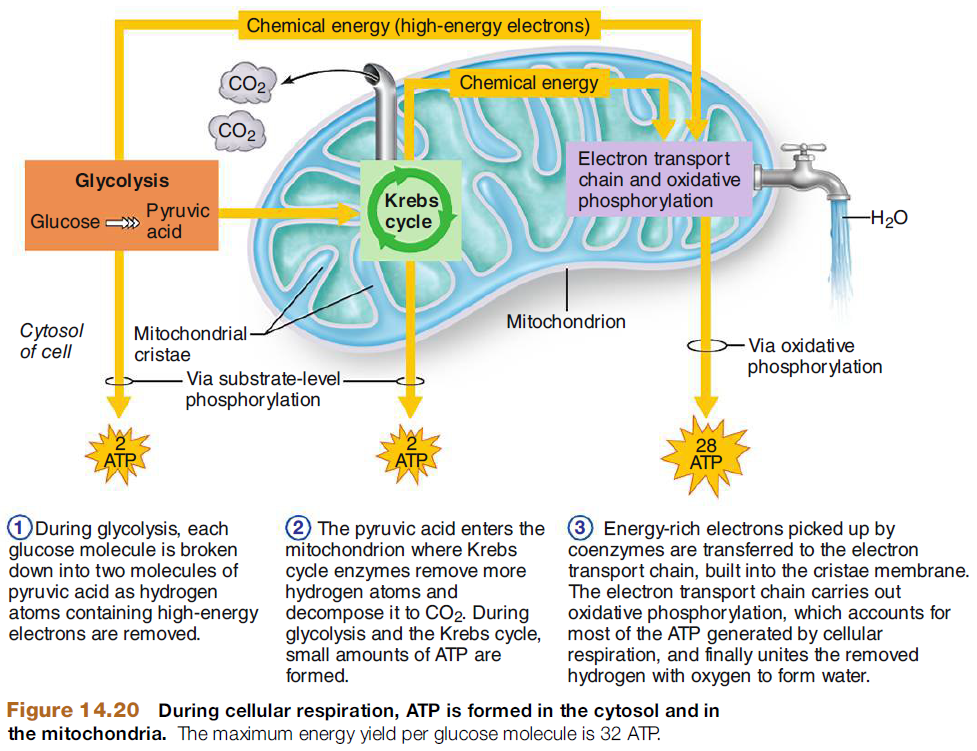 Chemical energy (high-energy electrons)
CO2
CO2
Chemical energy
Glycolysis
Glucose
Pyruvic
acid
Krebs
cycle
Electron transport
chain and oxidative
phosphorylation
H2O
Cytosol
of cell
Mitochondrial
cristae
Mitochondrion
Via substrate-level
phosphorylation
Via oxidative
phosphorylation
2
ATP
2
ATP
28
ATP
1 During glycolysis, each
glucose molecule is broken
down into two molecules of
pyruvic acid as hydrogen
atoms containing high-energy
electrons are removed.
2 The pyruvic acid enters the
mitochondrion where Krebs
cycle enzymes remove more
hydrogen atoms and
decompose it to CO2. During
glycolysis and the Krebs cycle,
small amounts of ATP are
formed.
3 Energy-rich electrons picked up by
coenzymes are transferred to the electron
transport chain, built into the cristae membrane.
The electron transport chain carries out
oxidative phosphorylation, which accounts for
most of the ATP generated by cellular
respiration, and finally unites the removed
hydrogen with oxygen to form water.
Figure 14.20 During cellular respiration, ATP is formed in the cytosol and in
the mitochondria. The maximum energy yield per glucose molecule is 32 ATP.